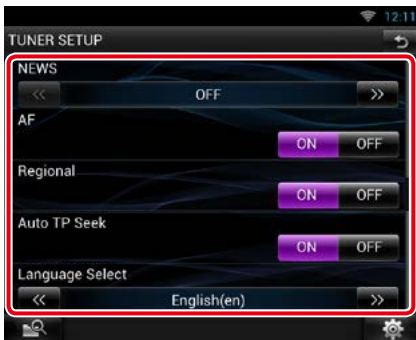 12:11
TUNER SETUP
NEWS
<< OFF >>
AF
ON OFF
Regional
ON OFF
Auto TP Seek
ON OFF
Language Select
<< English(en) >>